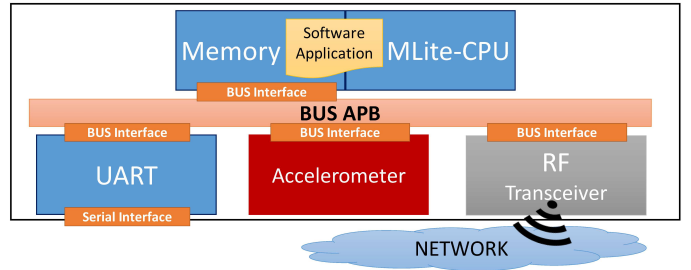 Software
Application
Memory
MLite-CPU
BUS Interface
BUS APB
BUS Interface
BUS Interface
BUS Interface
UART
Accelerometer
RF
Transceiver
Serial Interface
NETWORK